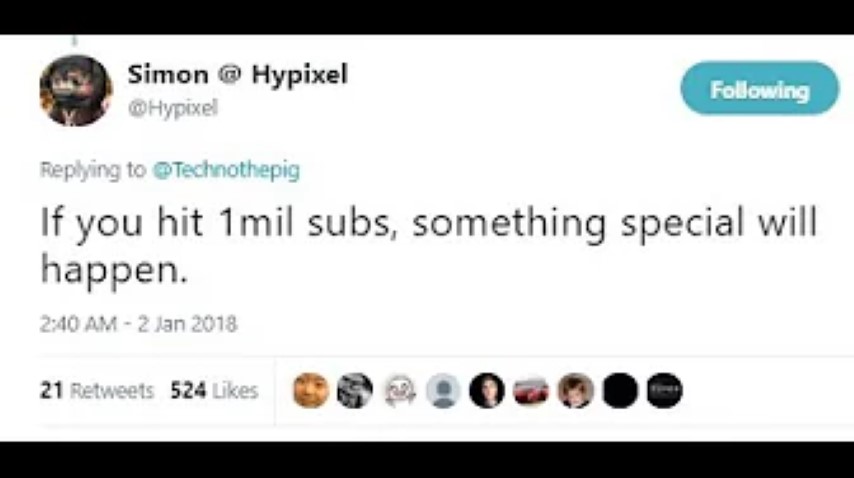 Simon @ Hypixel
@Hypixel
Following
Replying to @Technothepig
If you hit 1mil subs, something special will
happen.
2:40 AM - 2 Jan 2018
21 Retweets 524 Likes